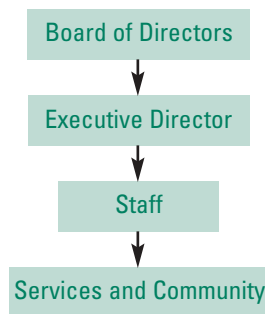 Board of Directors
Executive Director
Staff
Services and Community